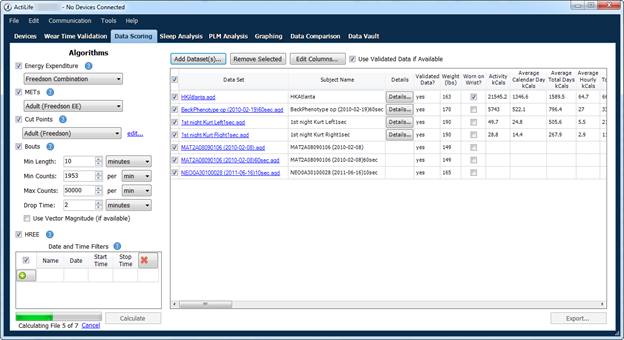 ActiLife - No Devices Connected
File Edit Communication Tools Help
Devices Wear Time Validation Data Scoring Sleep Analysis PLM Analysis Graphing Data Comparison Data Vault
Algorithms
Energy Expenditure
Freedson Combination
METs
Adult (Freedson EE)
Cut Points
Adult (Freedson) edit...
Bouts
Min Length: 10 minutes
Min Counts: 1953 per min
Max Counts: 50000 per min
Drop Time: 2 minutes
Use Vector Magnitude (if available)
HREE
Date and Time Filters
Name Date Start Time Stop Time
Calculate
Calculating File 5 of 7 Cancel
Add Dataset(s)... Remove Selected Edit Columns... Use Validated Data if Available
Data Set Subject Name Details Validated Data? Weight (lbs) Worn on Wrist? Activity kCals Average Calendar Day kCals Average Total Days kCals Average Hourly kCals
HKAtlanta.agd HKAtlanta Details... yes 163 21545.2 1346.6 1589.5 64.7
BeckPhenotype op (2010-02-19)60sec BeckPhenotype op (2010-02-19)60sec Details... yes 170 5743 522.1 796.4 27
1st night Kurt Left1sec 1st night Kurt Left1sec Details... yes 190 49.7 24.8 505.6 5.5
1st night Kurt Right1sec.agd 1st night Kurt Right1sec Details... yes 190 28.8 14.4 267.9 2.9
MAT2A08090106 (2010-02-08).agd MAT2A08090106 (2010-02-08) yes 149
MAT2A08090106 (2010-02-08)60sec.agd MAT2A08090106 (2010-02-08)60sec yes 149
NEO0A30100028 (2011-06-16)10sec.agd NEO0A30100028 (2011-06-16)10sec yes 165
Export...